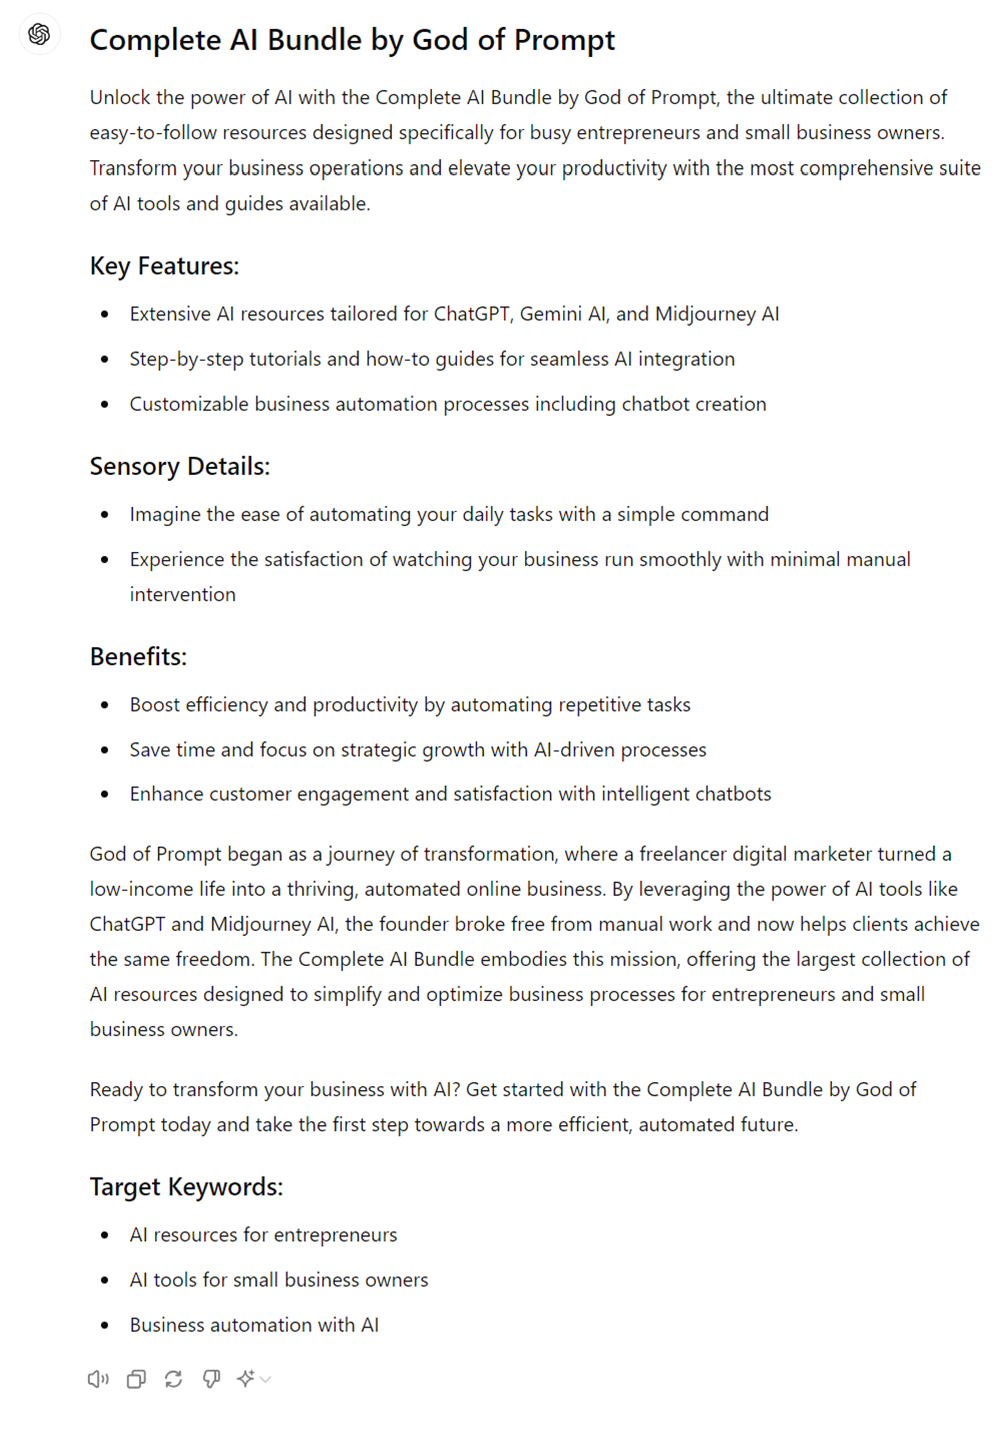 Complete AI Bundle by God of Prompt
Unlock the power of AI with the Complete AI Bundle by God of Prompt, the ultimate collection of
easy-to-follow resources designed specifically for busy entrepreneurs and small business owners.
Transform your business operations and elevate your productivity with the most comprehensive suite
of AI tools and guides available.
Key Features:
• Extensive AI resources tailored for ChatGPT, Gemini AI, and Midjourney AI
• Step-by-step tutorials and how-to guides for seamless AI integration
• Customizable business automation processes including chatbot creation
Sensory Details:
• Imagine the ease of automating your daily tasks with a simple command
• Experience the satisfaction of watching your business run smoothly with minimal manual
intervention
Benefits:
• Boost efficiency and productivity by automating repetitive tasks
• Save time and focus on strategic growth with AI-driven processes
• Enhance customer engagement and satisfaction with intelligent chatbots
God of Prompt began as a journey of transformation, where a freelancer digital marketer turned a
low-income life into a thriving, automated online business. By leveraging the power of AI tools like
ChatGPT and Midjourney AI, the founder broke free from manual work and now helps clients achieve
the same freedom. The Complete AI Bundle embodies this mission, offering the largest collection of
AI resources designed to simplify and optimize business processes for entrepreneurs and small
business owners.
Ready to transform your business with AI? Get started with the Complete AI Bundle by God of
Prompt today and take the first step towards a more efficient, automated future.
Target Keywords:
• AI resources for entrepreneurs
• AI tools for small business owners
• Business automation with AI